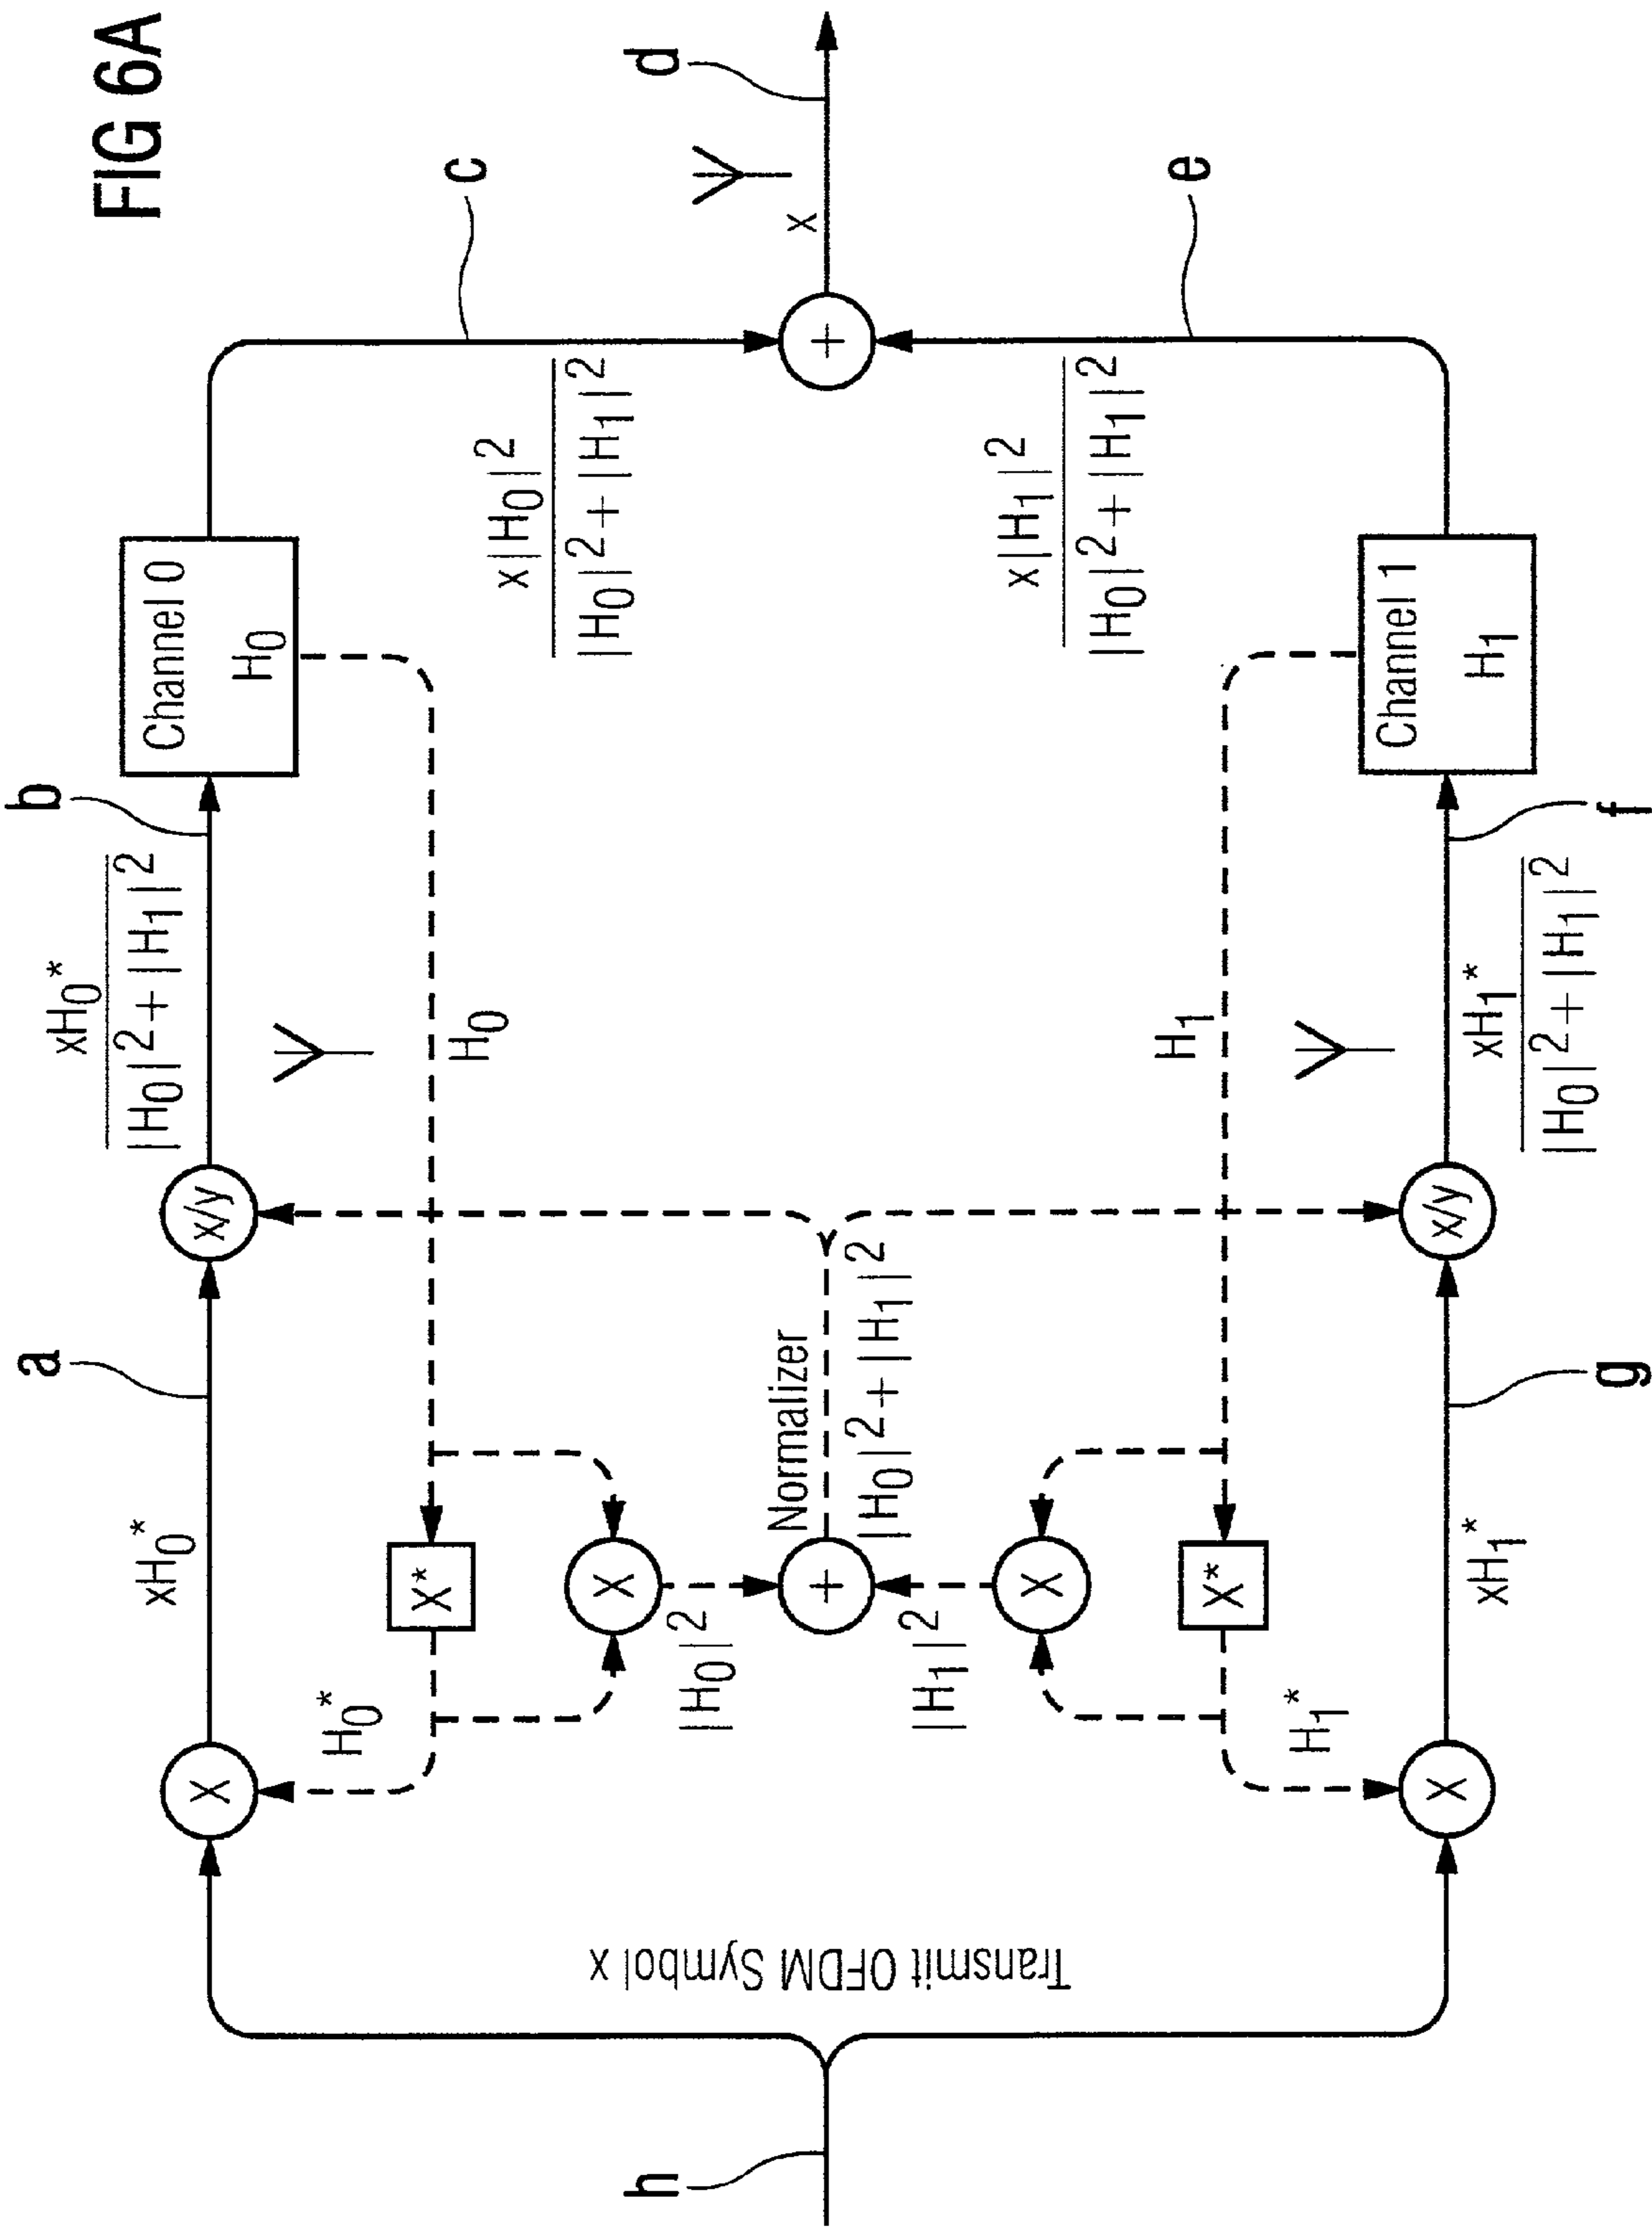 FIG 6A
a
b
c
d
e
f
g
h
Transmit OFDM Symbol x
X
xH₀*
x/y
xH₀*
|H₀|²+|H₁|²
Channel 0
H₀
x|H₀|²
|H₀|²+|H₁|²
H₀*
X*
H₀
X
|H₀|²
+
Normalizer
|H₀|²+|H₁|²
+
x
|H₁|²
X
H₁*
X*
H₁
x|H₁|²
|H₀|²+|H₁|²
X
xH₁*
x/y
xH₁*
|H₀|²+|H₁|²
Channel 1
H₁